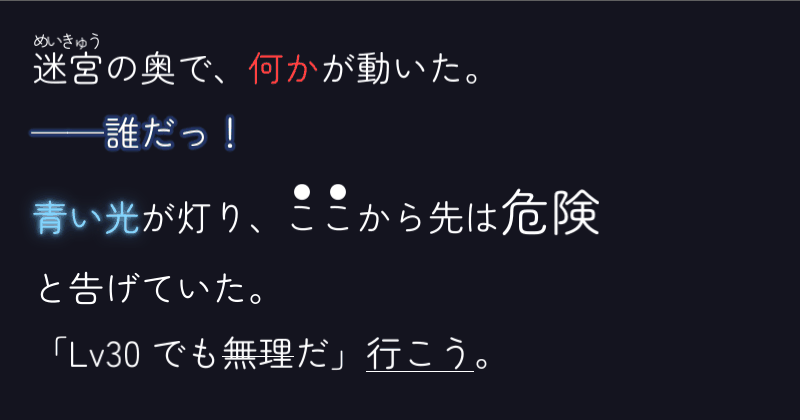 めいきゅう
迷宮の奥で、何かが動いた。
――誰だっ！
青い光が灯り、ここから先は危険
と告げていた。
「Lv30 でも無理だ」行こう。